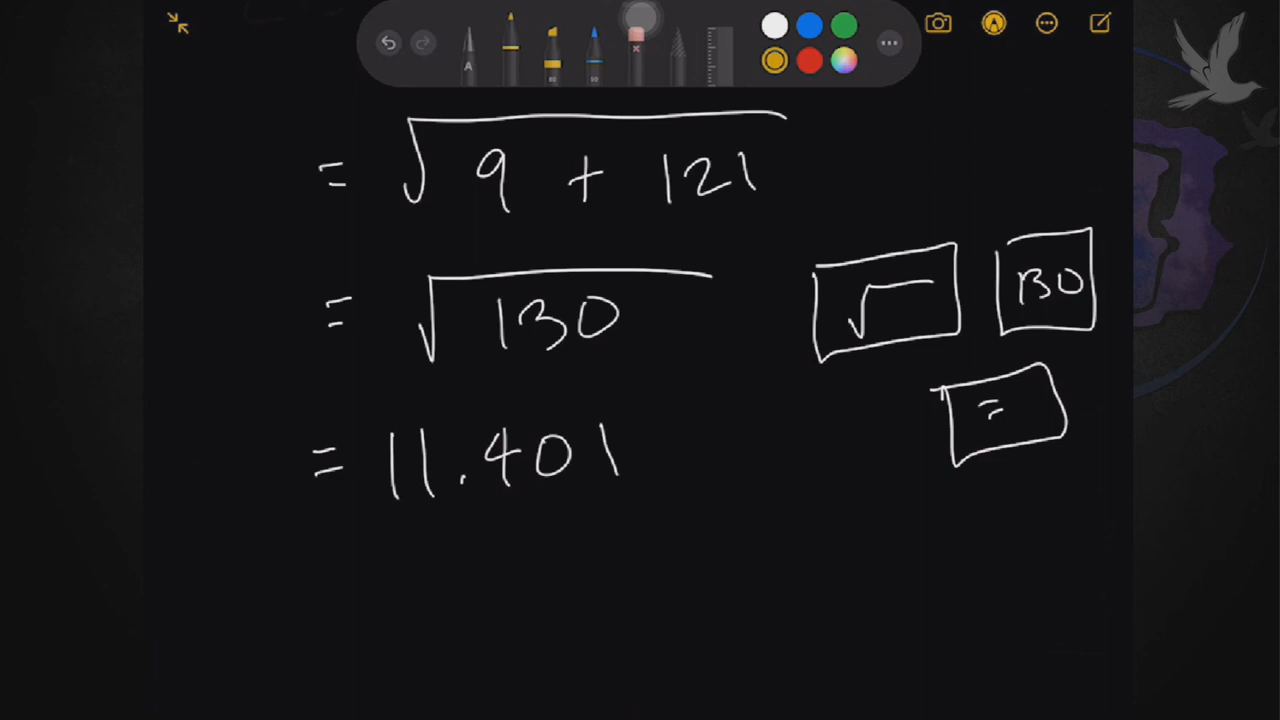 = √9 + 121
= √130
√ 130
=
= 11.401